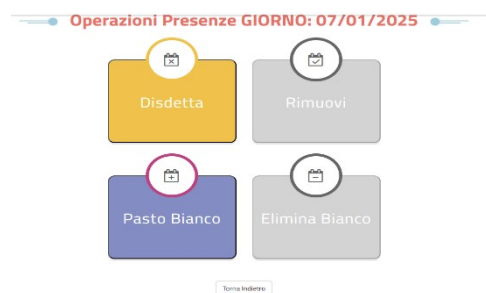 Operazioni Presenze GIORNO: 07/01/2025
Disdetta
Rimuovi
Pasto Bianco
Elimina Bianco
Torna Indietro